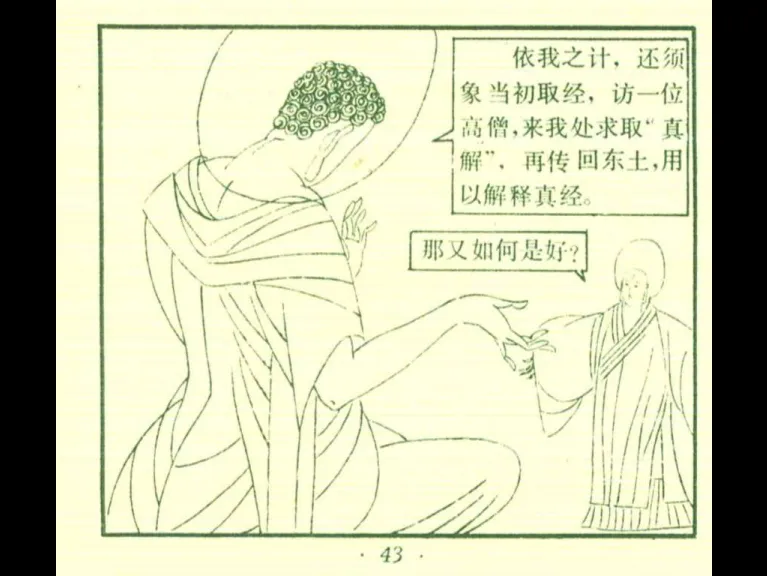 依我之计，还须
象当初取经，访一位
高僧，来我处求取“真
解”、再传回东土，用
以解释真经。
那又如何是好？
· 43 ·